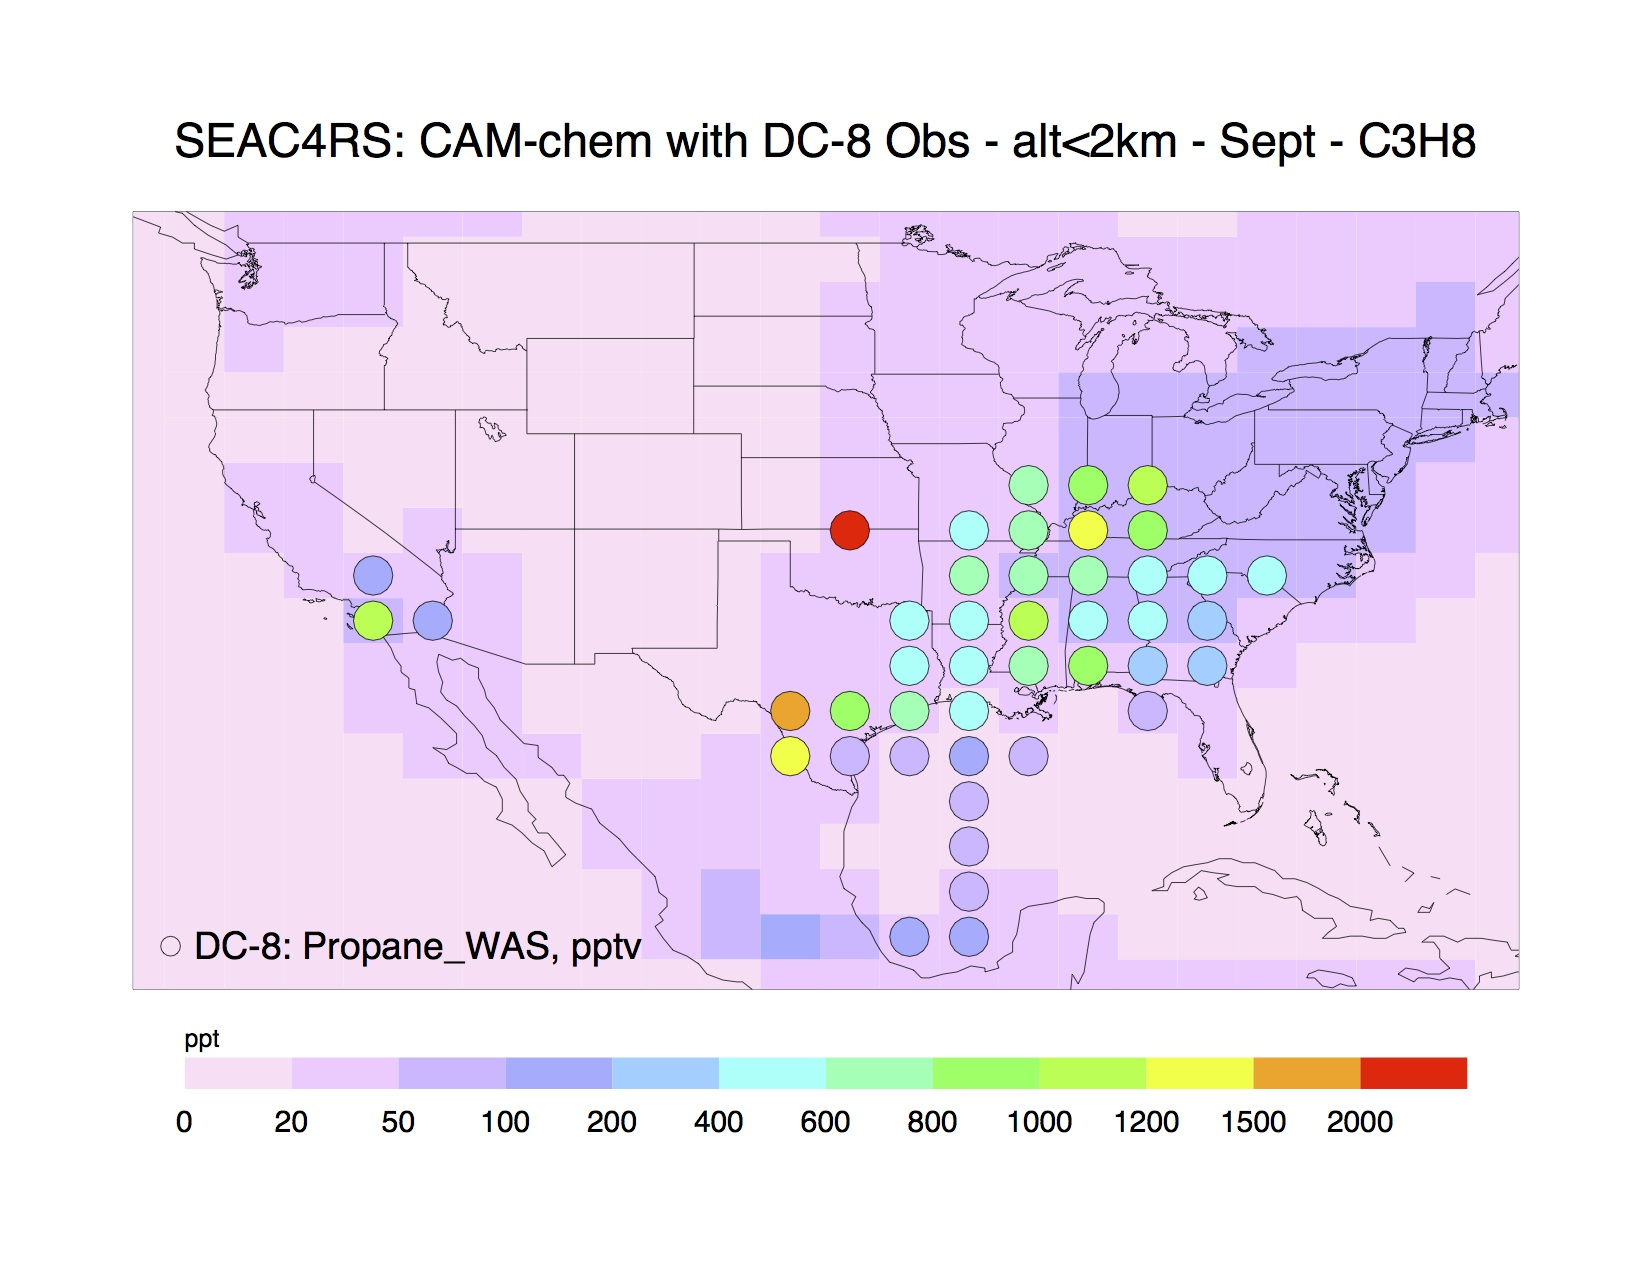 SEAC4RS: CAM-chem with DC-8 Obs - alt<2km - Sept - C3H8
DC-8: Propane_WAS, pptv
ppt
0 20 50 100 200 400 600 800 1000 1200 1500 2000